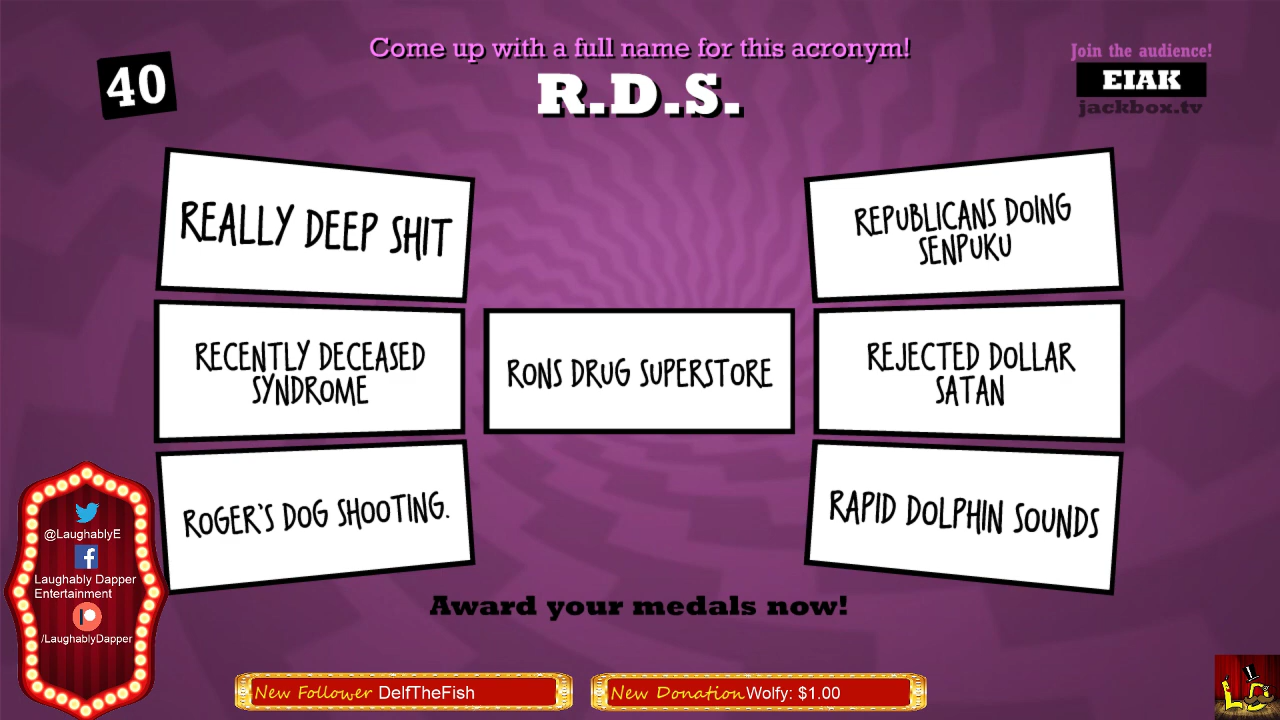 Come up with a full name for this acronym!
40
R.D.S.
Join the audience!
EIAK
jackbox.tv
REALLY DEEP SHIT
REPUBLICANS DOING
SENPUKU
RECENTLY DECEASED
SYNDROME
RONS DRUG SUPERSTORE
REJECTED DOLLAR
SATAN
ROGER'S DOG SHOOTING.
RAPID DOLPHIN SOUNDS
@LaughablyE
Laughably Dapper
Entertainment
/LaughablyDapper
Award your medals now!
New Follower DelfTheFish
New Donation Wolfy: $1.00
LD